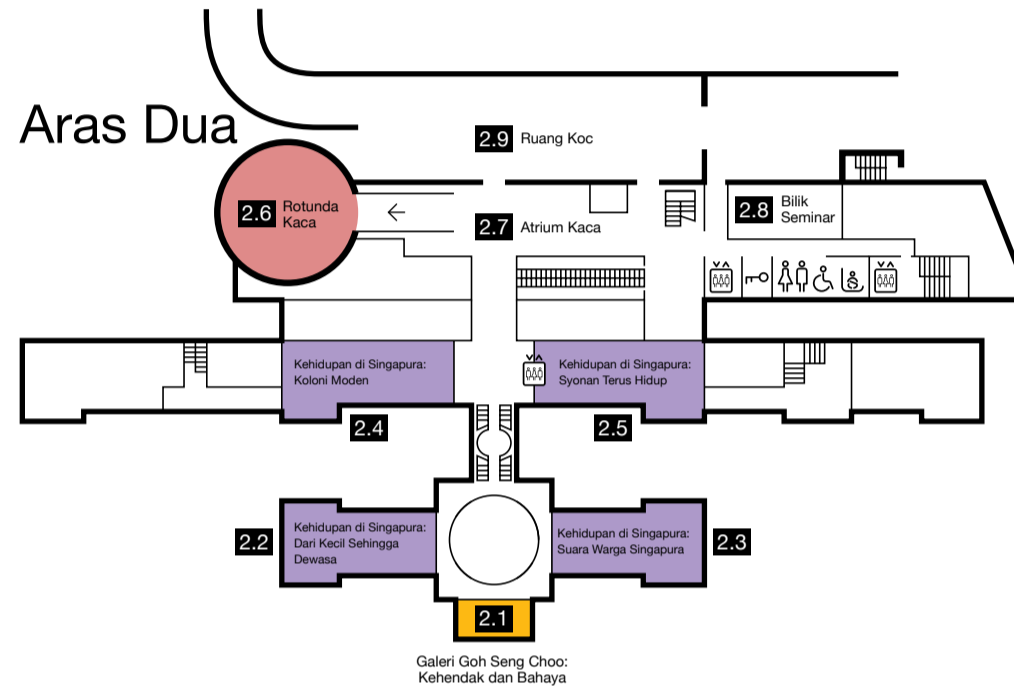 Aras Dua
2.9 Ruang Koc
2.6 Rotunda
Kaca
2.7 Atrium Kaca
2.8 Bilik
Seminar
Kehidupan di Singapura:
Koloni Moden
2.4
Kehidupan di Singapura:
Syonan Terus Hidup
2.5
2.2
Kehidupan di Singapura:
Dari Kecil Sehingga
Dewasa
Kehidupan di Singapura:
Suara Warga Singapura
2.3
2.1
Galeri Goh Seng Choo:
Kehendak dan Bahaya